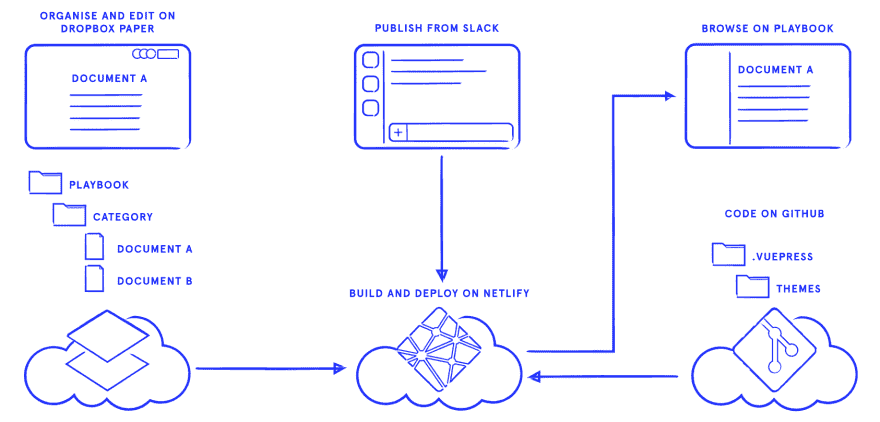 ORGANISE AND EDIT ON
DROPBOX PAPER
DOCUMENT A
PLAYBOOK
CATEGORY
DOCUMENT A
DOCUMENT B
PUBLISH FROM SLACK
+
BUILD AND DEPLOY ON NETLIFY
BROWSE ON PLAYBOOK
DOCUMENT A
CODE ON GITHUB
.VUEPRESS
THEMES